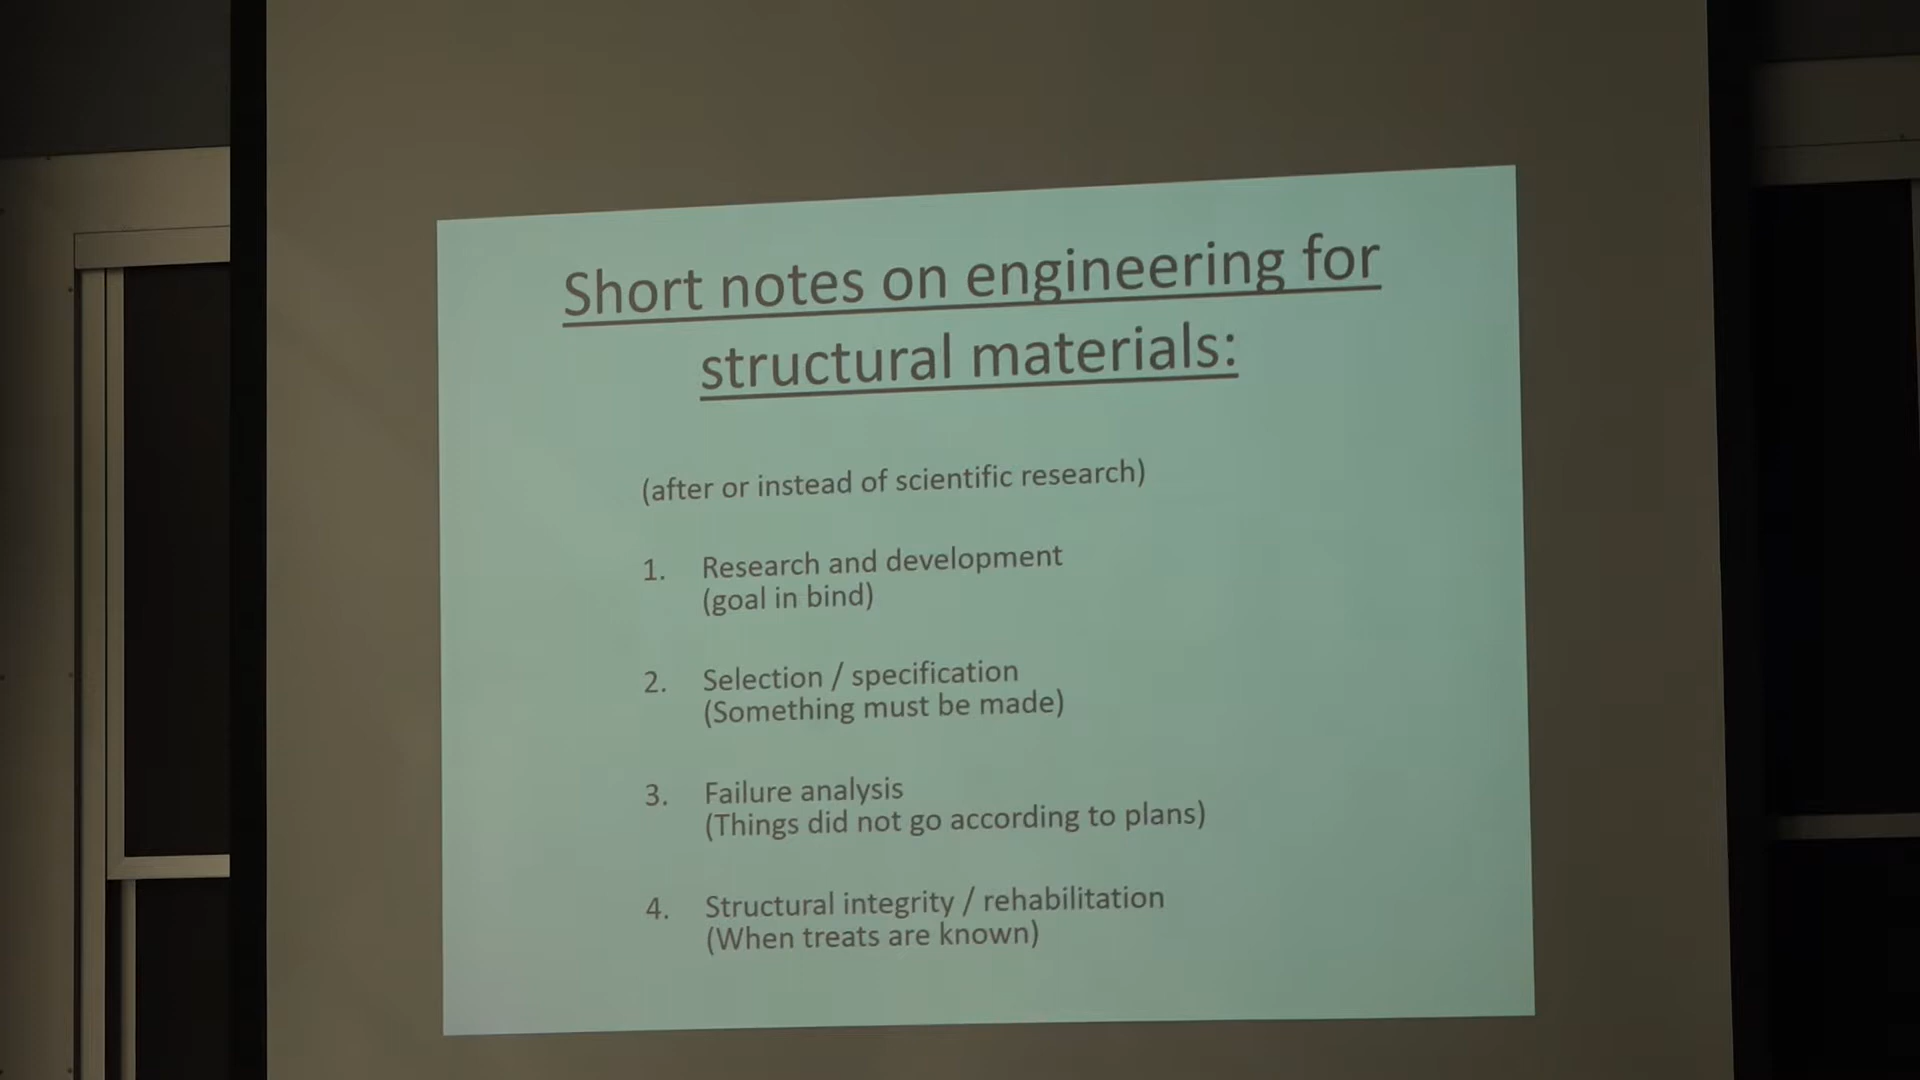 Short notes on engineering for
structural materials:
(after or instead of scientific research)
1. Research and development
(goal in bind)
2. Selection / specification
(Something must be made)
3. Failure analysis
(Things did not go according to plans)
4. Structural integrity / rehabilitation
(When treats are known)